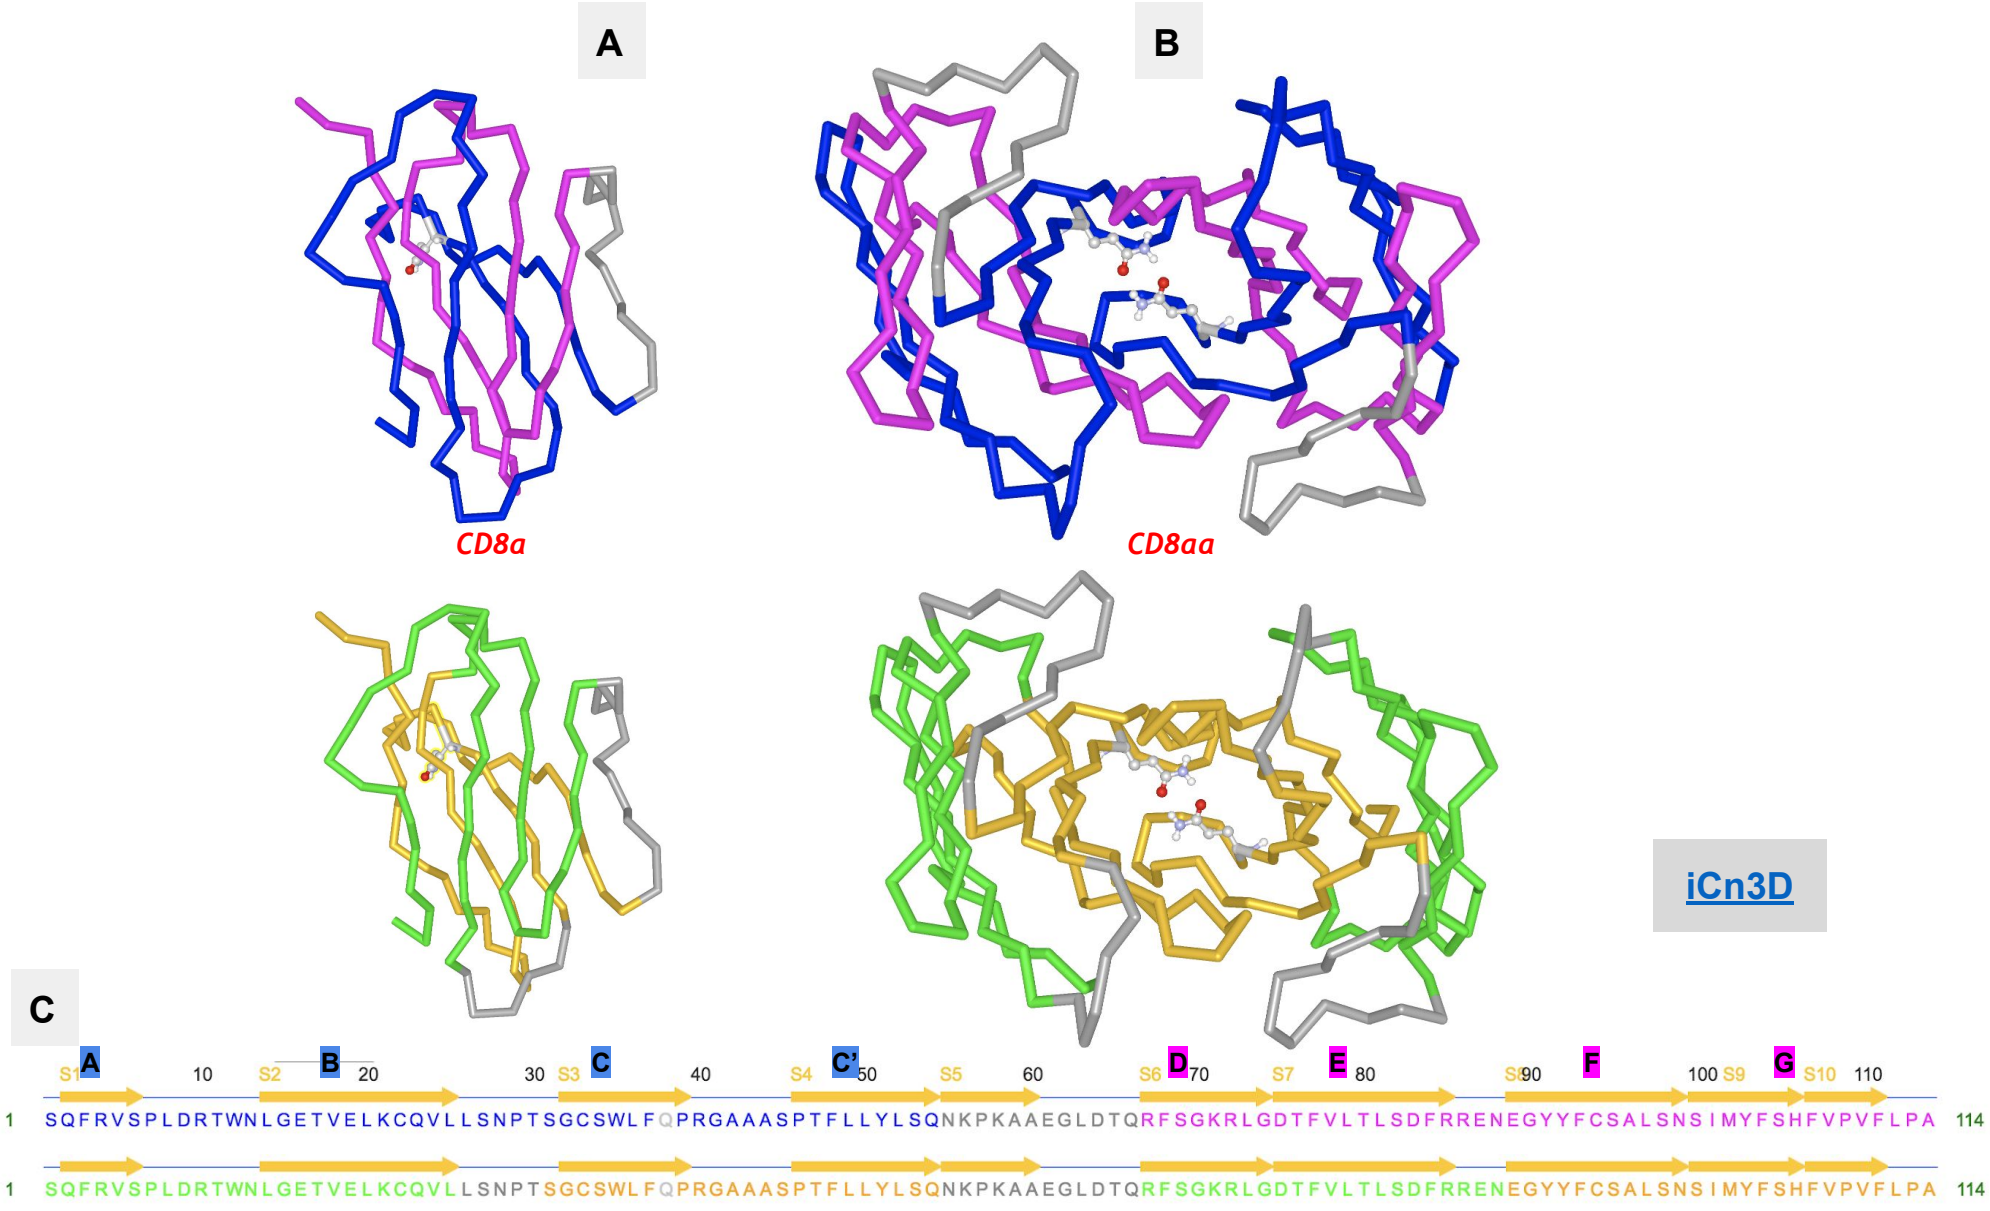 A
B
CD8a
CD8aa
iCn3D
C
A B C C' D E F G
S1 10 S2 20 30 S3 40 S4 50 S5 60 S6 70 S7 80 S8 90 100 S9 S10 110
1 SQFRVSPLDRTWNLGETVELKCQVLLSNPTSGCSWLFQPRGAAASPTFLLYLSQNKPKAAEGLDTQRFSGKRLGDTFVLTLSDFRRENEGYYFCSALSNSIMYFSHFVPVFLPA 114
1 SQFRVSPLDRTWNLGETVELKCQVLLSNPTSGCSWLFQPRGAAASPTFLLYLSQNKPKAAEGLDTQRFSGKRLGDTFVLTLSDFRRENEGYYFCSALSNSIMYFSHFVPVFLPA 114